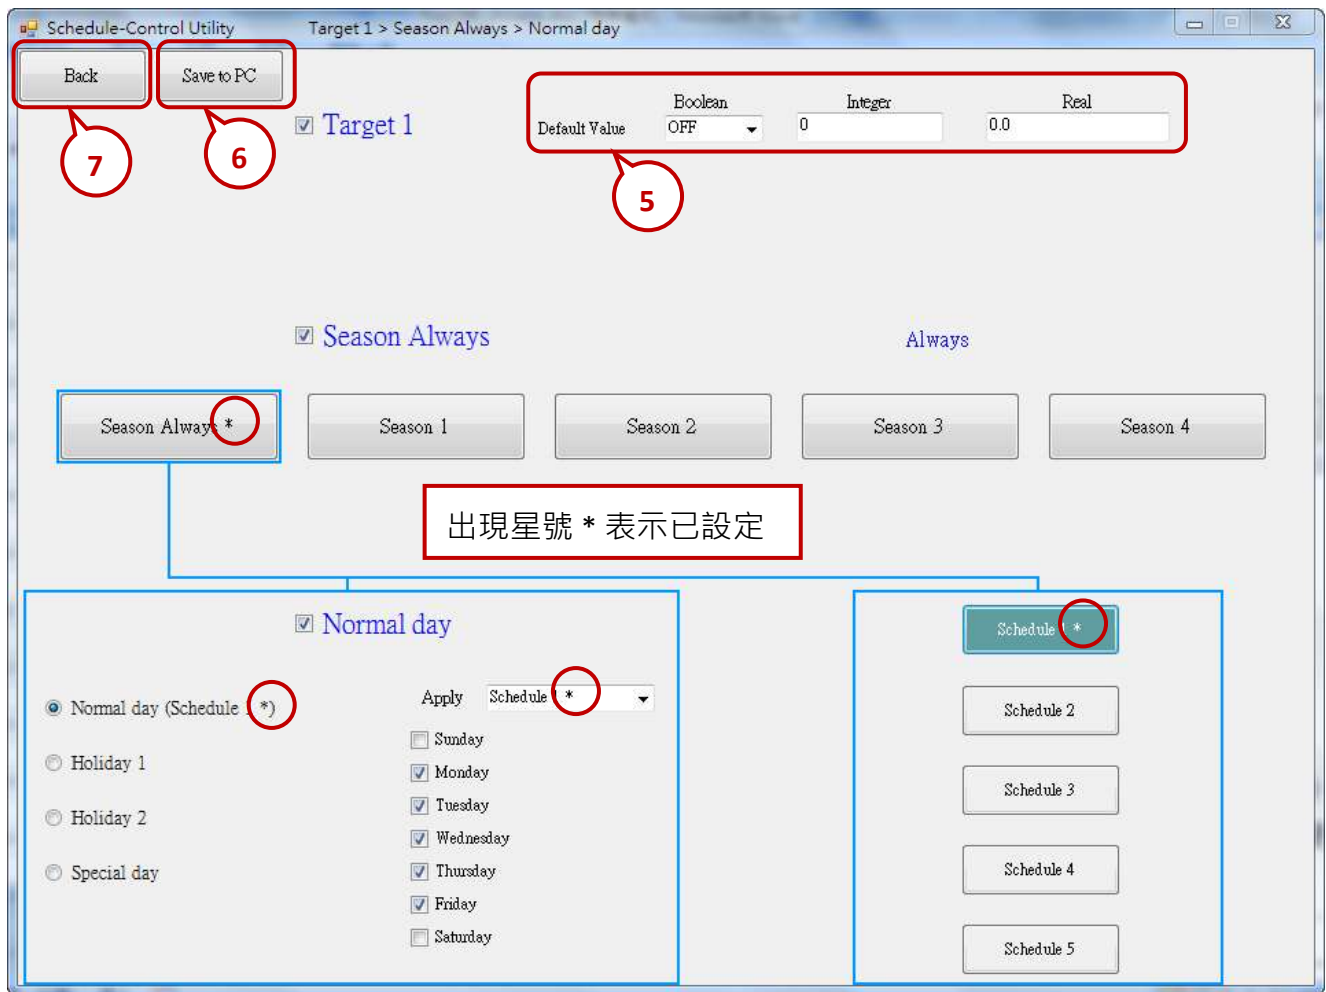 Schedule-Control Utility Target 1 > Season Always > Normal day
Back Save to PC
7 6
Target 1
Boolean Integer Real
Default Value OFF 0 0.0
5
Season Always Always
Season Always * Season 1 Season 2 Season 3 Season 4
出現星號 * 表示已設定
Normal day
Normal day (Schedule 1 *)
Holiday 1
Holiday 2
Special day
Apply Schedule 1 *
Sunday
Monday
Tuesday
Wednesday
Thursday
Friday
Saturday
Schedule 1 *
Schedule 2
Schedule 3
Schedule 4
Schedule 5